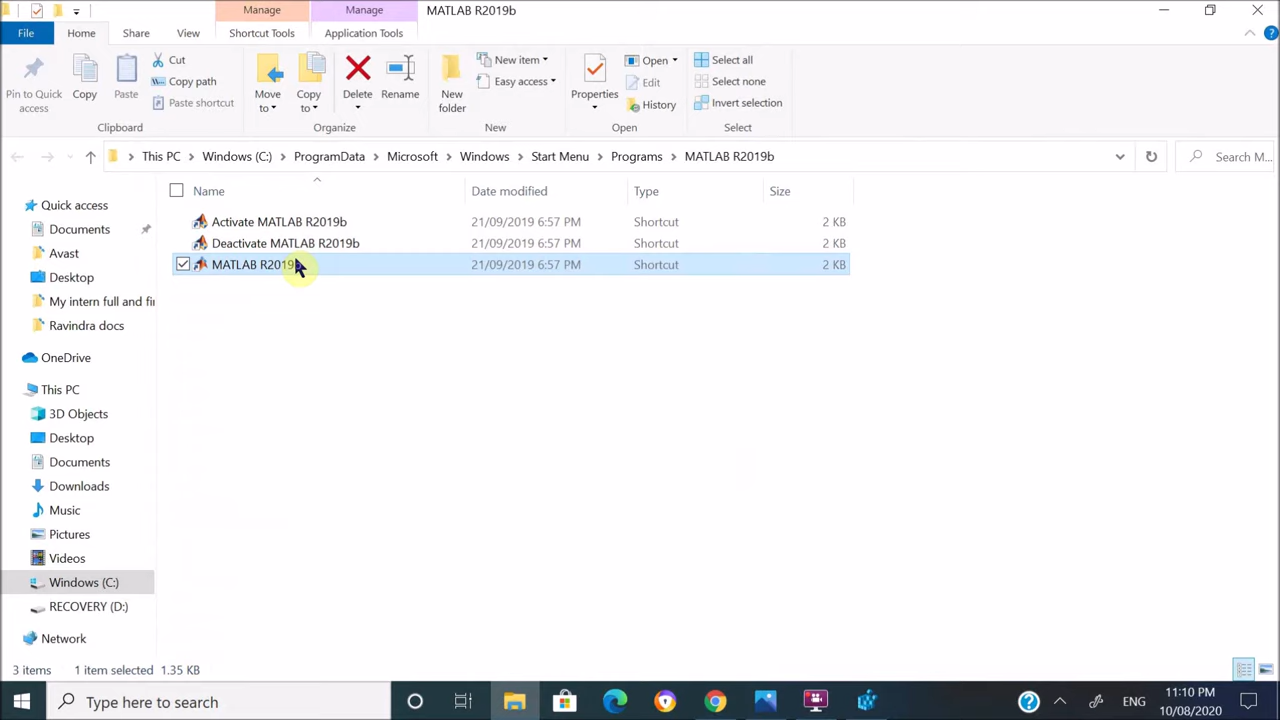 Manage
Manage
MATLAB R2019b
File
Home
Share
View
Shortcut Tools
Application Tools
Pin to Quick access
Copy
Paste
Cut
Copy path
Paste shortcut
Clipboard
Move to
Copy to
Delete
Rename
Organize
New folder
New item
Easy access
New
Properties
Open
Edit
History
Open
Select all
Select none
Invert selection
Select
This PC > Windows (C:) > ProgramData > Microsoft > Windows > Start Menu > Programs > MATLAB R2019b
Search M...
Name
Date modified
Type
Size
Activate MATLAB R2019b 21/09/2019 6:57 PM Shortcut 2 KB
Deactivate MATLAB R2019b 21/09/2019 6:57 PM Shortcut 2 KB
MATLAB R2019 21/09/2019 6:57 PM Shortcut 2 KB
Quick access
Documents
Avast
Desktop
My intern full and fi
Ravindra docs
OneDrive
This PC
3D Objects
Desktop
Documents
Downloads
Music
Pictures
Videos
Windows (C:)
RECOVERY (D:)
Network
3 items 1 item selected 1.35 KB
Type here to search
ENG
11:10 PM
10/08/2020